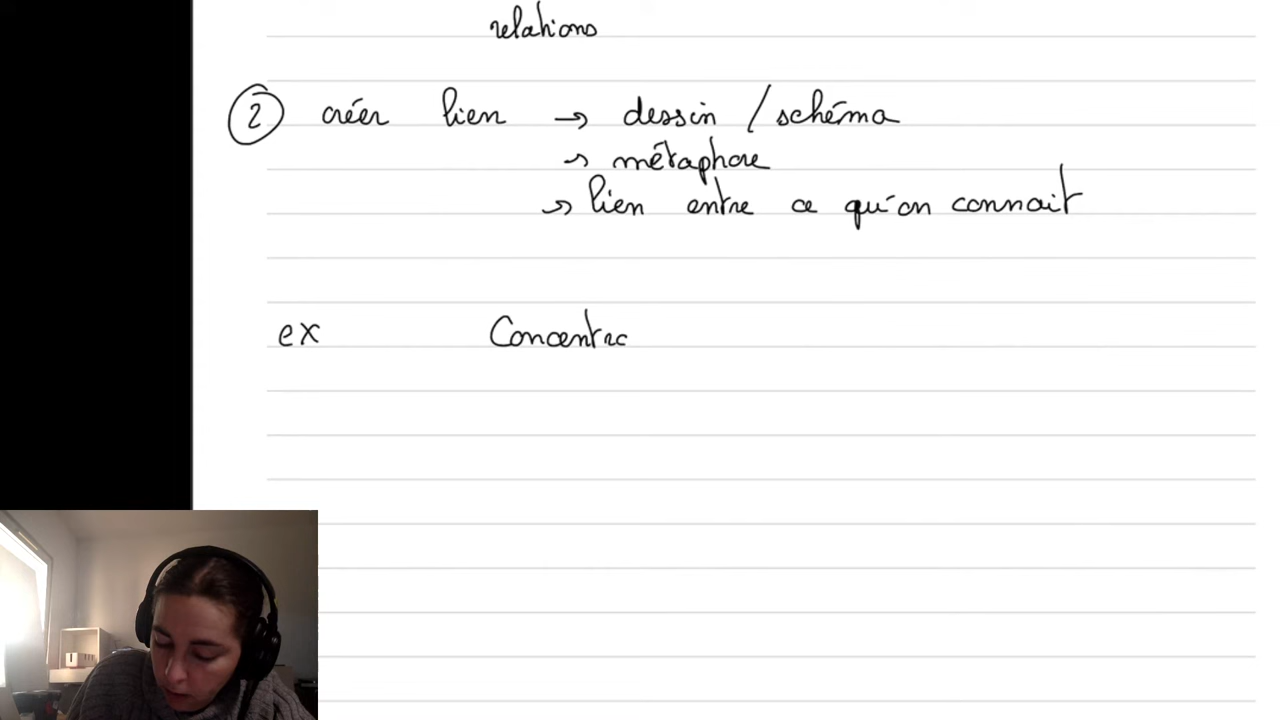 relations
② créer lien → dessin / schéma
→ métaphore
→ lien entre ce qu'on connait
ex Concentra